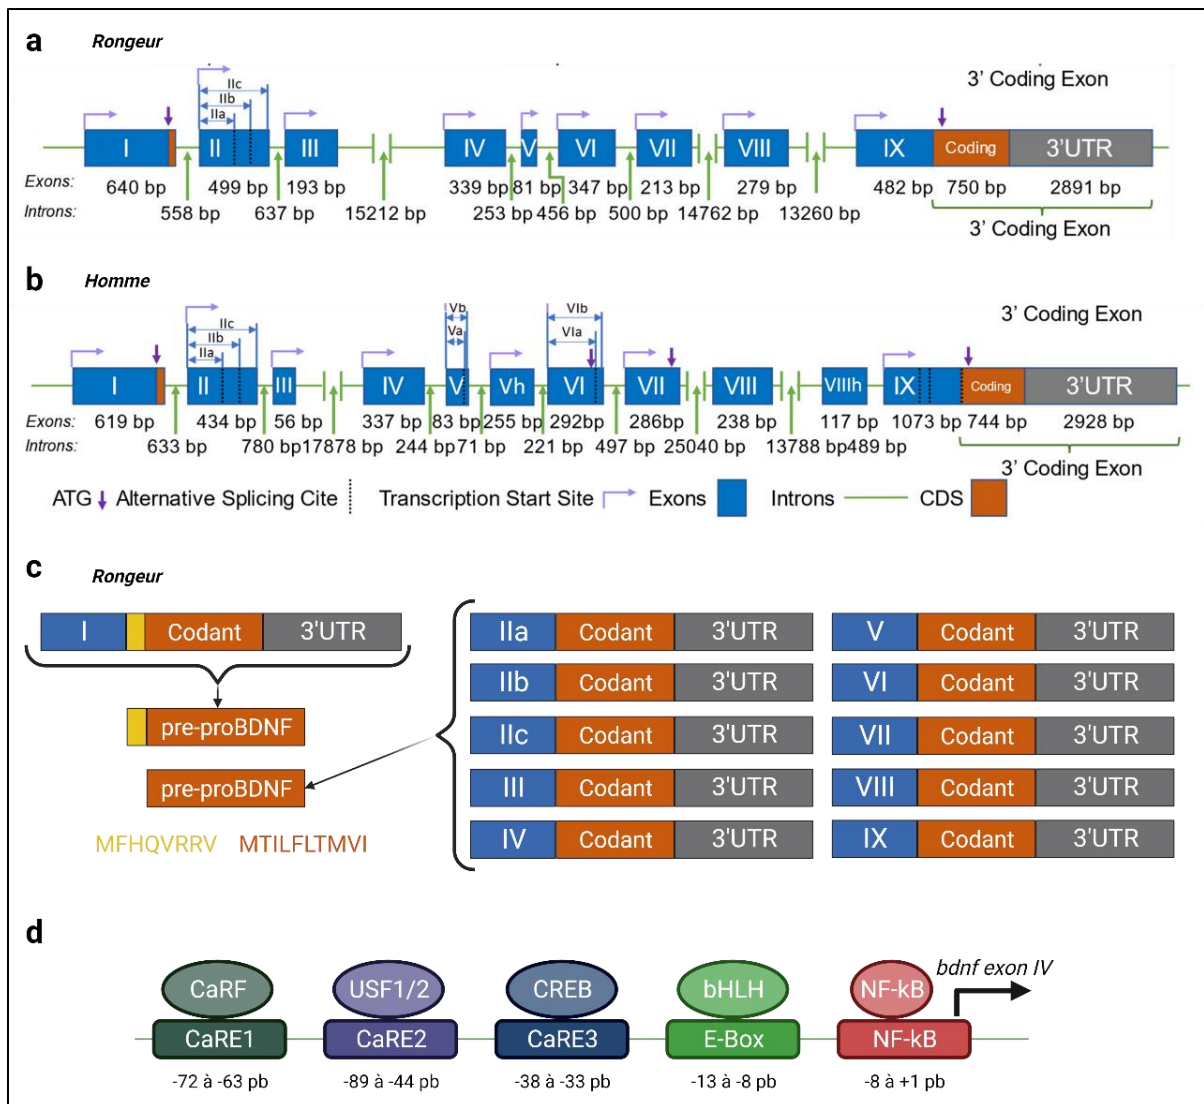 a Rongeur
3' Coding Exon
IIc
IIb
IIa
I II III IV V VI VII VIII IX Coding 3'UTR
Exons: 640 bp 499 bp 193 bp 339 bp 81 bp 347 bp 213 bp 279 bp 482 bp 750 bp 2891 bp
Introns: 558 bp 637 bp 15212 bp 253 bp 456 bp 500 bp 14762 bp 13260 bp
3' Coding Exon
b Homme
3' Coding Exon
IIc Vb VIb
IIb Va VIa
IIa
I II III IV V Vh VI VII VIII VIIIh IX Coding 3'UTR
Exons: 619 bp 434 bp 56 bp 337 bp 83 bp 255 bp 292bp 286bp 238 bp 117 bp 1073 bp 744 bp 2928 bp
Introns: 633 bp 780 bp 17878 bp 244 bp 71 bp 221 bp 497 bp 25040 bp 13788 bp 489 bp
3' Coding Exon
ATG Alternative Splicing Cite Transcription Start Site Exons Introns CDS
c Rongeur
I Codant 3'UTR
pre-proBDNF
pre-proBDNF
MFHQVRRV MTILFLTMVI
IIa Codant 3'UTR
IIb Codant 3'UTR
IIc Codant 3'UTR
III Codant 3'UTR
IV Codant 3'UTR
V Codant 3'UTR
VI Codant 3'UTR
VII Codant 3'UTR
VIII Codant 3'UTR
IX Codant 3'UTR
d
bdnf exon IV
CaRF USF1/2 CREB bHLH NF-kB
CaRE1 CaRE2 CaRE3 E-Box NF-kB
-72 à -63 pb -89 à -44 pb -38 à -33 pb -13 à -8 pb -8 à +1 pb